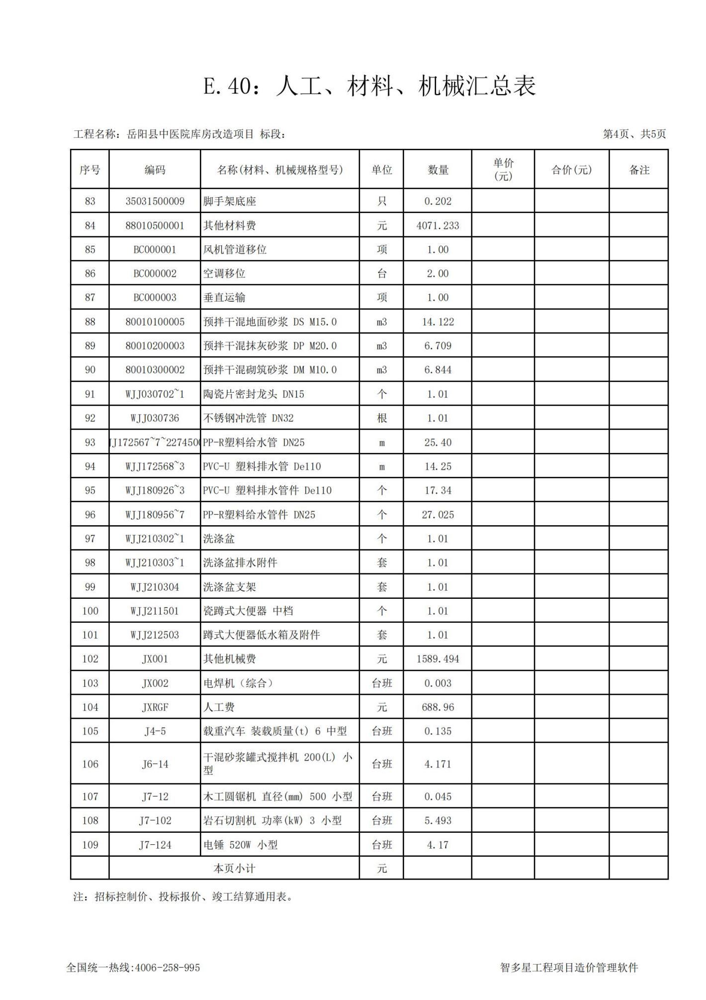 E.40：人工、材料、机械汇总表
工程名称：岳阳县中医院库房改造项目 标段： 第4页、共5页
序号 编码 名称(材料、机械规格型号) 单位 数量 单价(元) 合价(元) 备注
83 35031500009 脚手架底座 只 0.202
84 88010500001 其他材料费 元 4071.233
85 BC000001 风机管道移位 项 1.00
86 BC000002 空调移位 台 2.00
87 BC000003 垂直运输 项 1.00
88 80010100005 预拌干混地面砂浆 DS M15.0 m3 14.122
89 80010200003 预拌干混抹灰砂浆 DP M20.0 m3 6.709
90 80010300002 预拌干混砌筑砂浆 DM M10.0 m3 6.844
91 WJJ030702~1 陶瓷片密封龙头 DN15 个 1.01
92 WJJ030736 不锈钢冲洗管 DN32 根 1.01
93 JJ172567~7~2274500 PP-R塑料给水管 DN25 m 25.40
94 WJJ172568~3 PVC-U 塑料排水管 De110 m 14.25
95 WJJ180926~3 PVC-U 塑料排水管件 De110 个 17.34
96 WJJ180956~7 PP-R塑料给水管件 DN25 个 27.025
97 WJJ210302~1 洗涤盆 个 1.01
98 WJJ210303~1 洗涤盆排水附件 套 1.01
99 WJJ210304 洗涤盆支架 套 1.01
100 WJJ211501 瓷蹲式大便器 中档 个 1.01
101 WJJ212503 蹲式大便器低水箱及附件 套 1.01
102 JX001 其他机械费 元 1589.494
103 JX002 电焊机（综合） 台班 0.003
104 JXRGF 人工费 元 688.96
105 J4-5 载重汽车 装载质量(t) 6 中型 台班 0.135
106 J6-14 干混砂浆罐式搅拌机 200(L) 小型 台班 4.171
107 J7-12 木工圆锯机 直径(mm) 500 小型 台班 0.045
108 J7-102 岩石切割机 功率(kW) 3 小型 台班 5.493
109 J7-124 电锤 520W 小型 台班 4.17
本页小计 元
注：招标控制价、投标报价、竣工结算通用表。
全国统一热线:4006-258-995 智多星工程项目造价管理软件